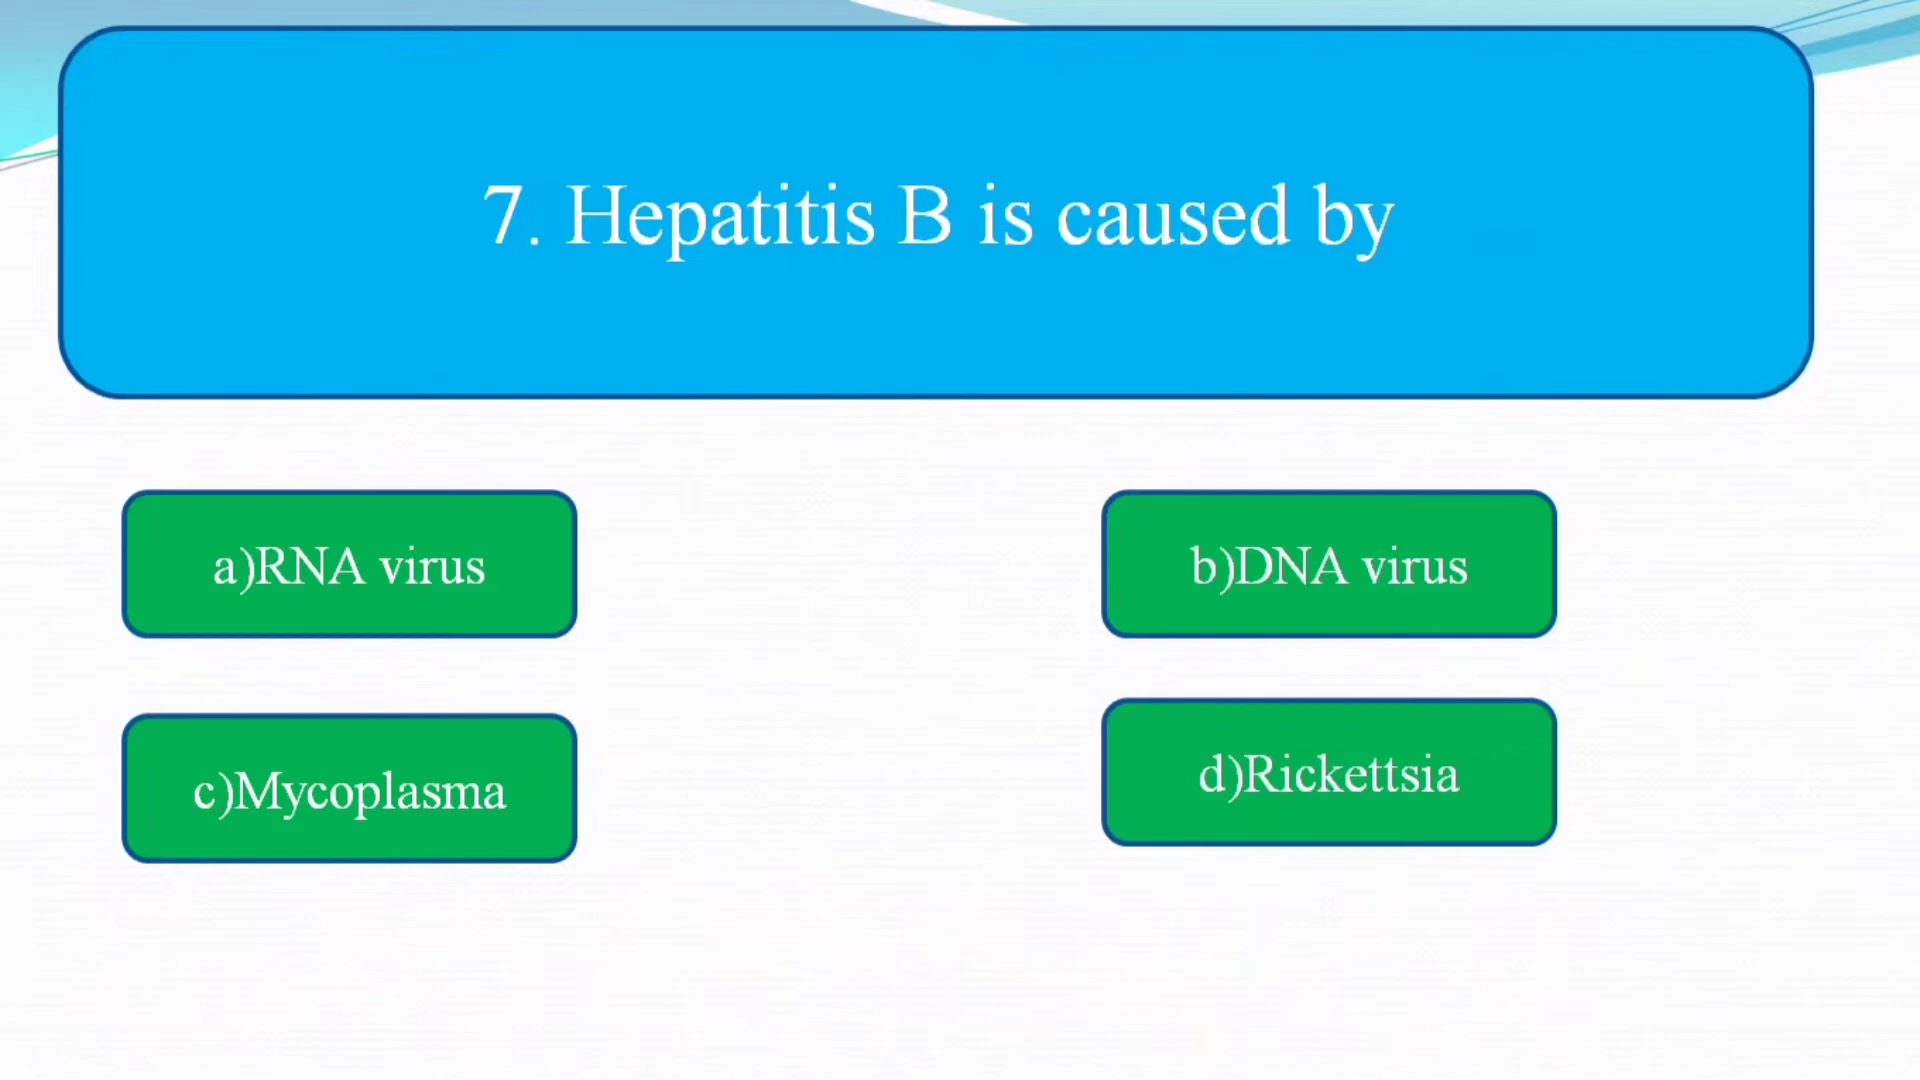 7. Hepatitis B is caused by
a)RNA virus
b)DNA virus
c)Mycoplasma
d)Rickettsia